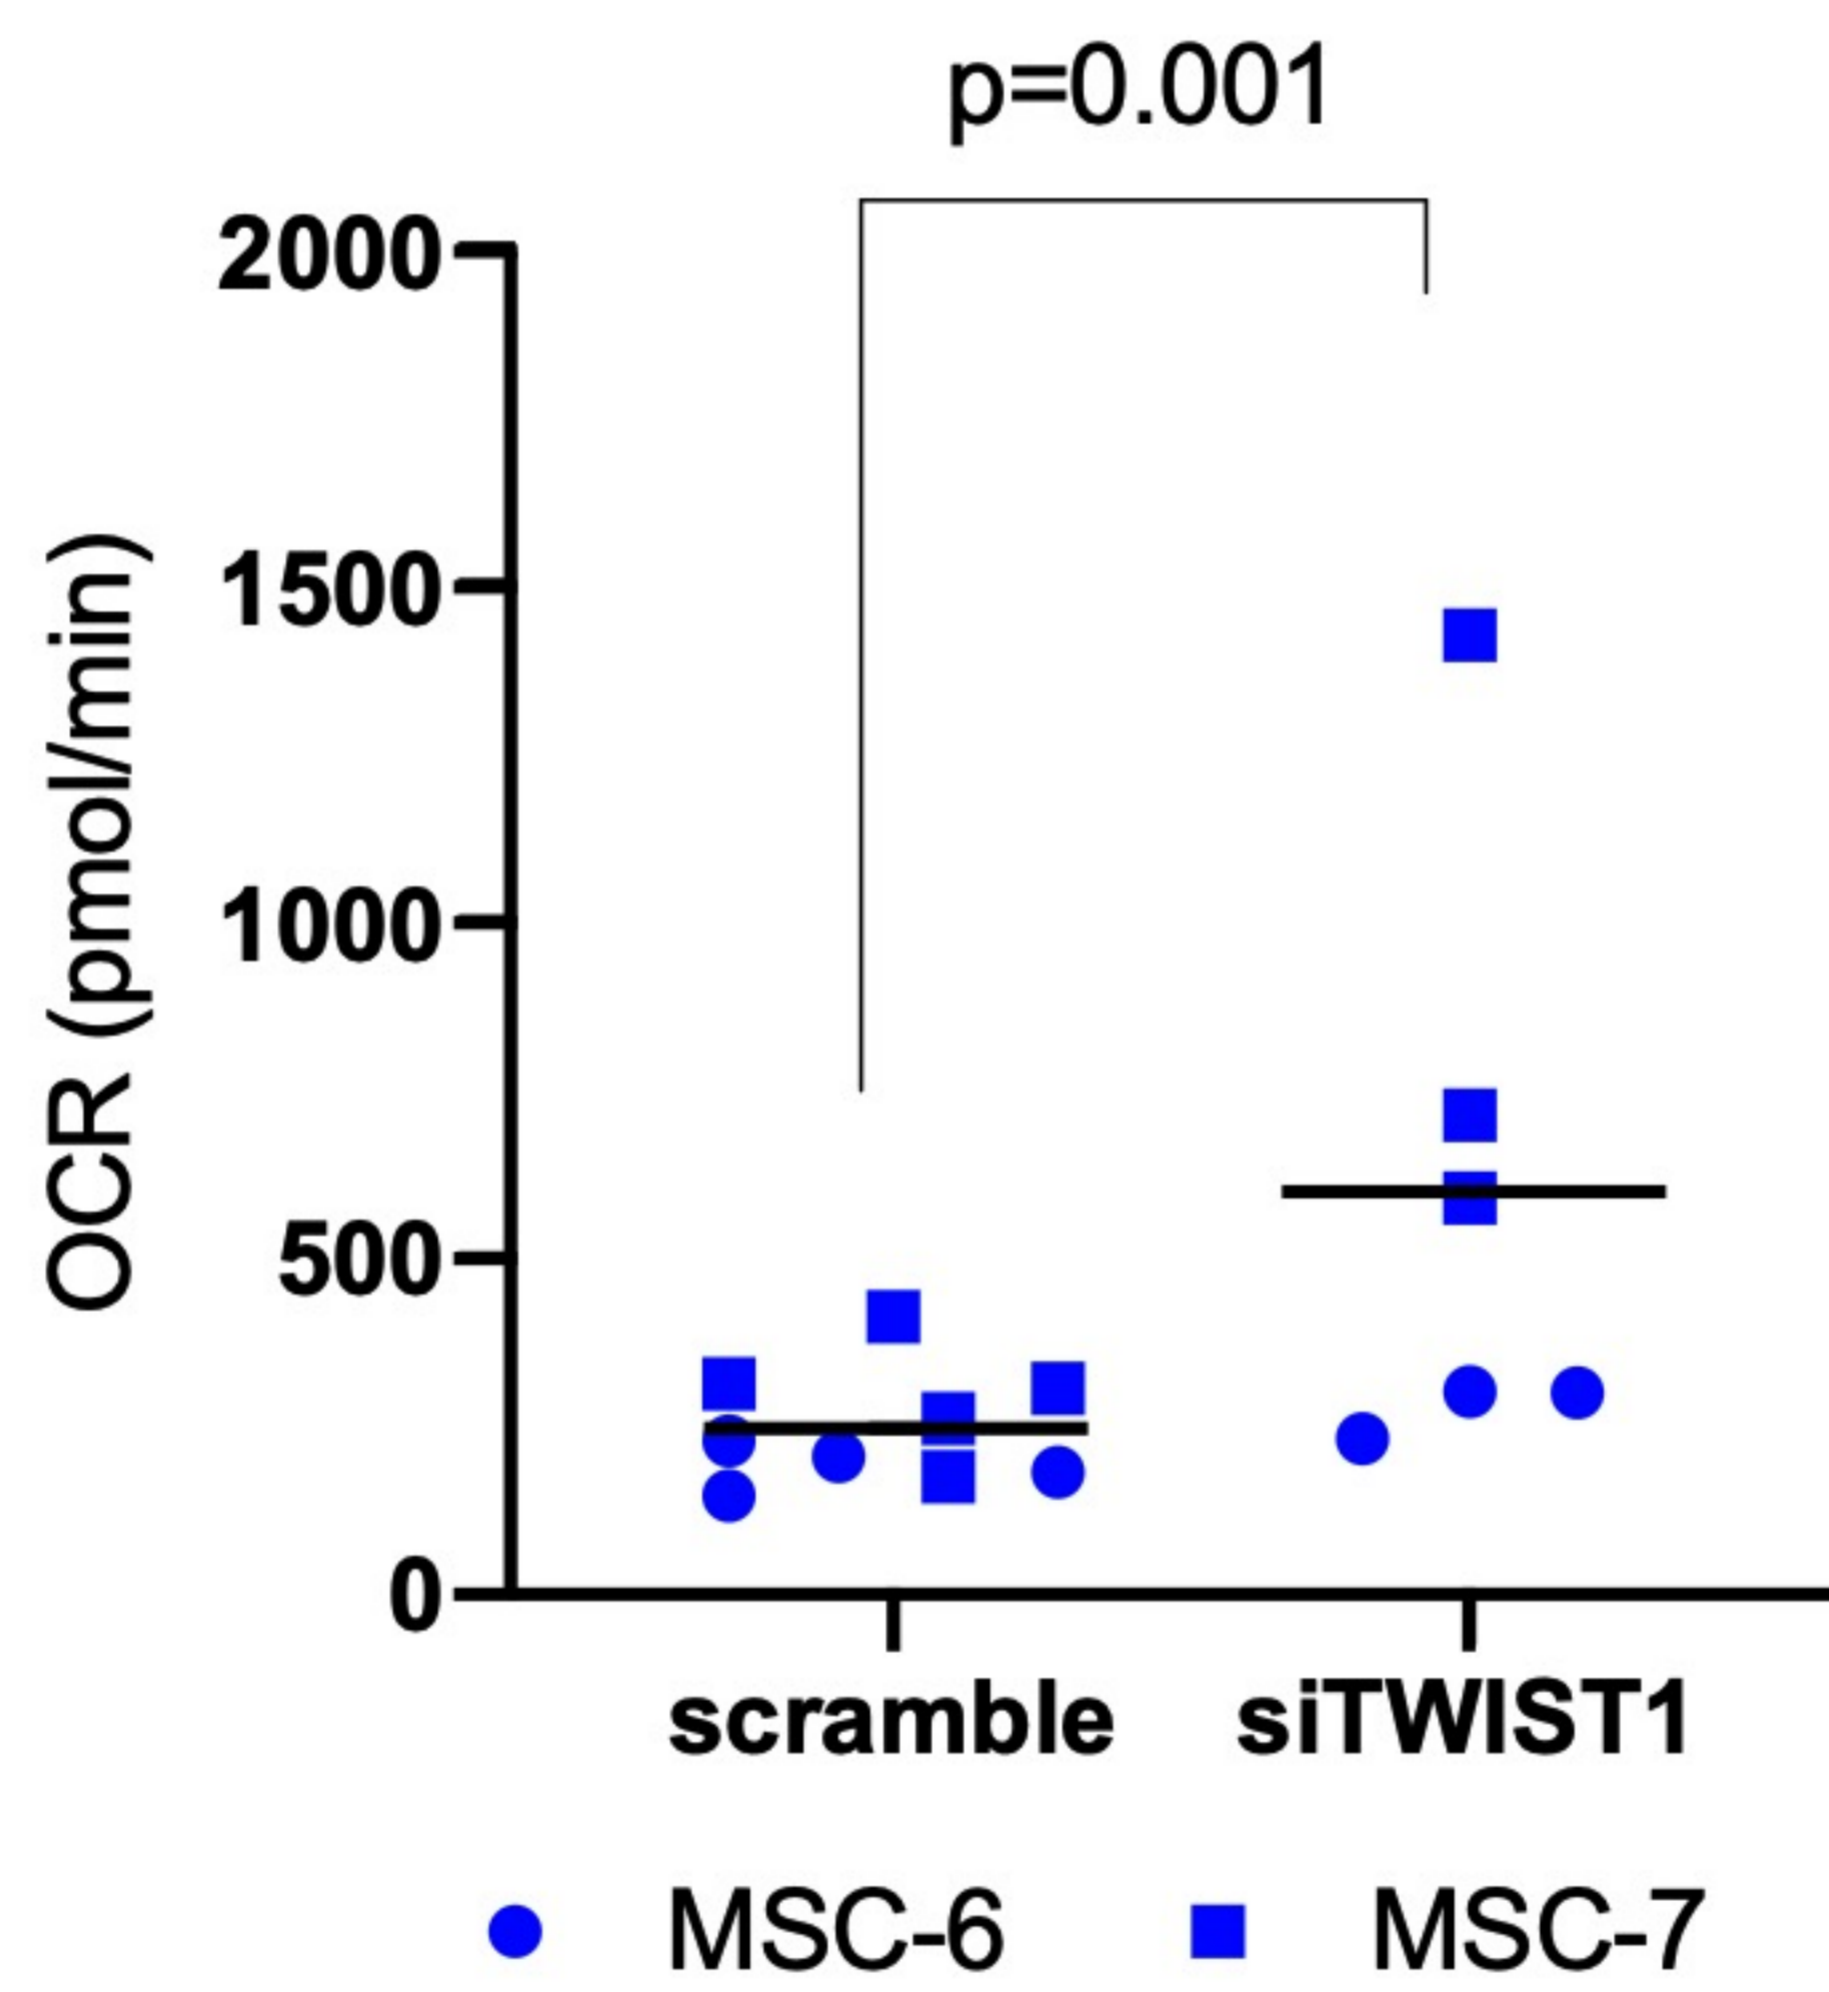 p=0.001
2000
1500
1000
500
0
OCR (pmol/min)
scramble siTWIST1
MSC-6 MSC-7